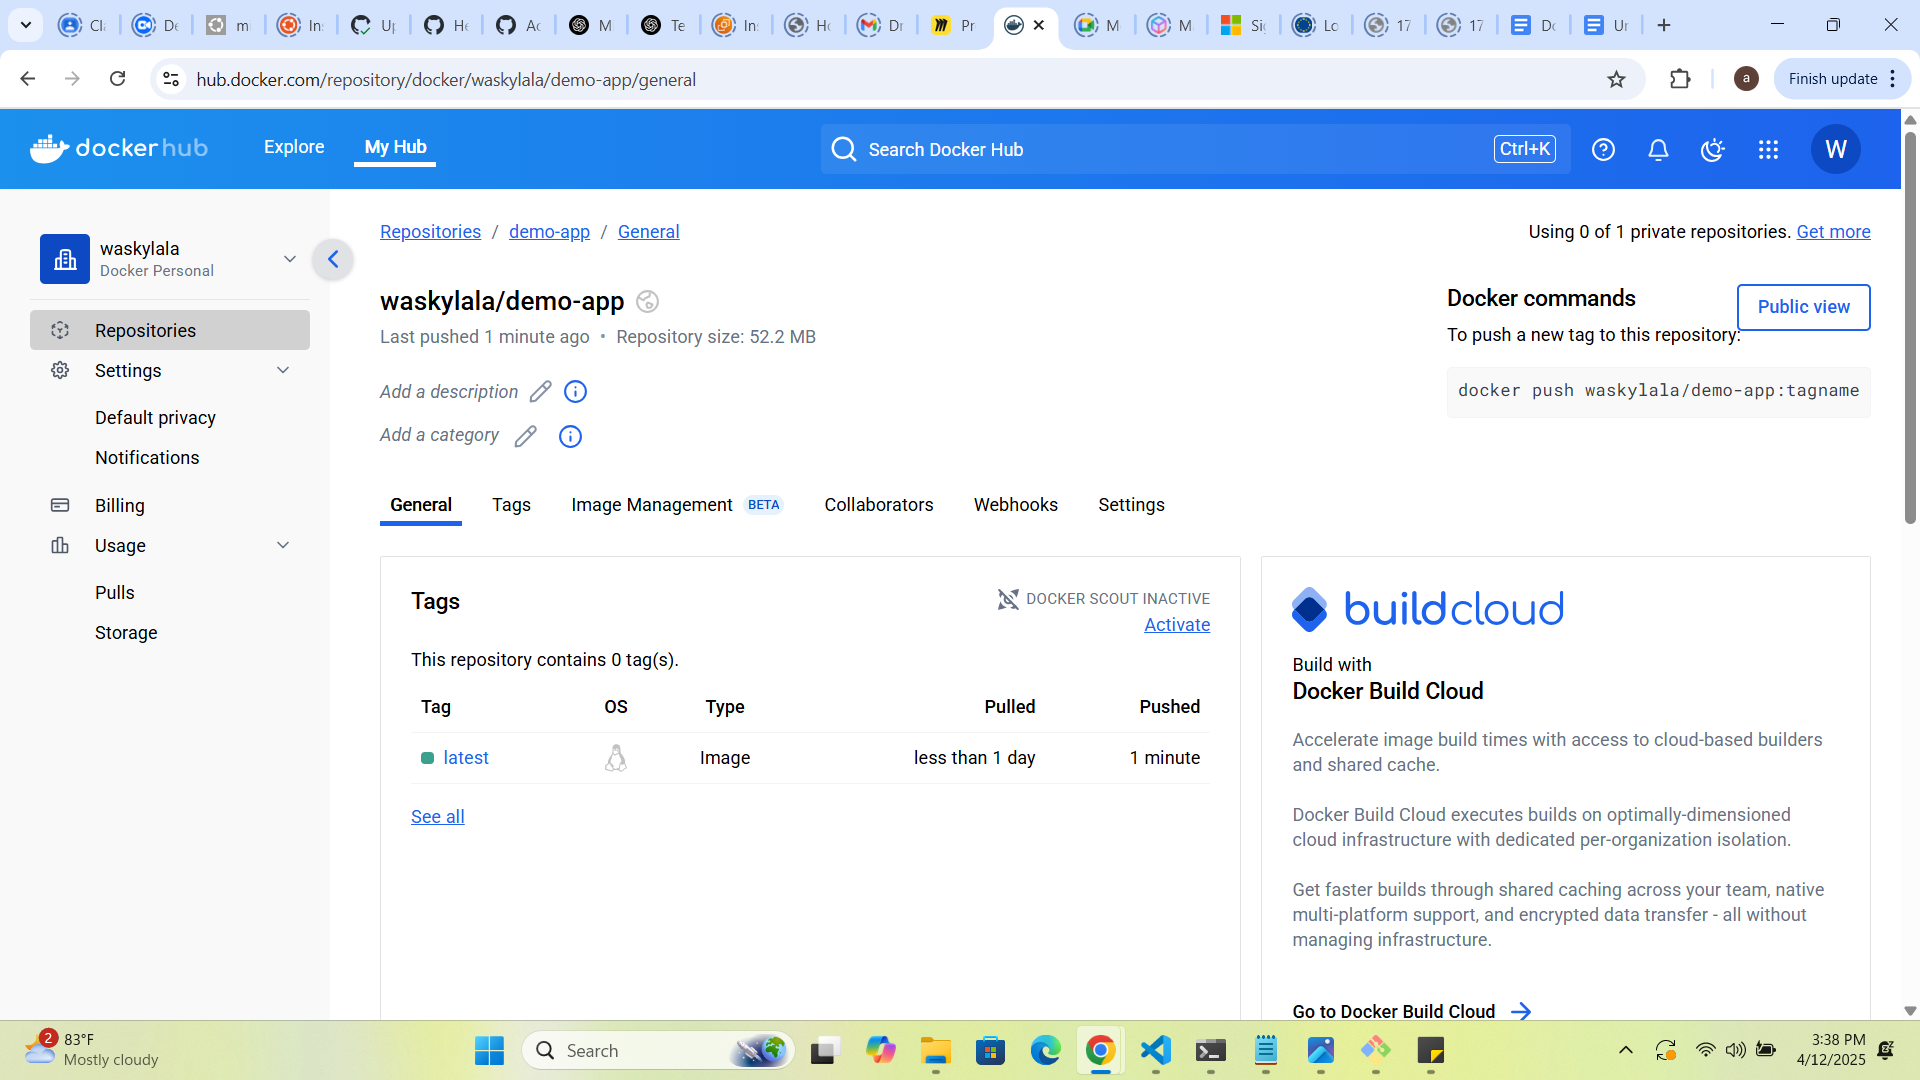 Cla
De
m
Ins
Up
He
Ac
M
Te
Ins
Ho
Dr
Pr
M
Ma
Sig
Lo
17
17
Do
Un
hub.docker.com/repository/docker/waskylala/demo-app/general
a
Finish update
docker hub
Explore
My Hub
Search Docker Hub
Ctrl+K
W
waskylala
Docker Personal
Repositories
Settings
Default privacy
Notifications
Billing
Usage
Pulls
Storage
Repositories / demo-app / General
Using 0 of 1 private repositories. Get more
waskylala/demo-app
Last pushed 1 minute ago • Repository size: 52.2 MB
Add a description
Add a category
Docker commands
Public view
To push a new tag to this repository:
docker push waskylala/demo-app:tagname
General
Tags
Image Management BETA
Collaborators
Webhooks
Settings
Tags
DOCKER SCOUT INACTIVE
Activate
This repository contains 0 tag(s).
Tag OS Type Pulled Pushed
latest Image less than 1 day 1 minute
See all
buildcloud
Build with
Docker Build Cloud
Accelerate image build times with access to cloud-based builders
and shared cache.
Docker Build Cloud executes builds on optimally-dimensioned
cloud infrastructure with dedicated per-organization isolation.
Get faster builds through shared caching across your team, native
multi-platform support, and encrypted data transfer - all without
managing infrastructure.
Go to Docker Build Cloud
2
83°F
Mostly cloudy
Search
3:38 PM
4/12/2025